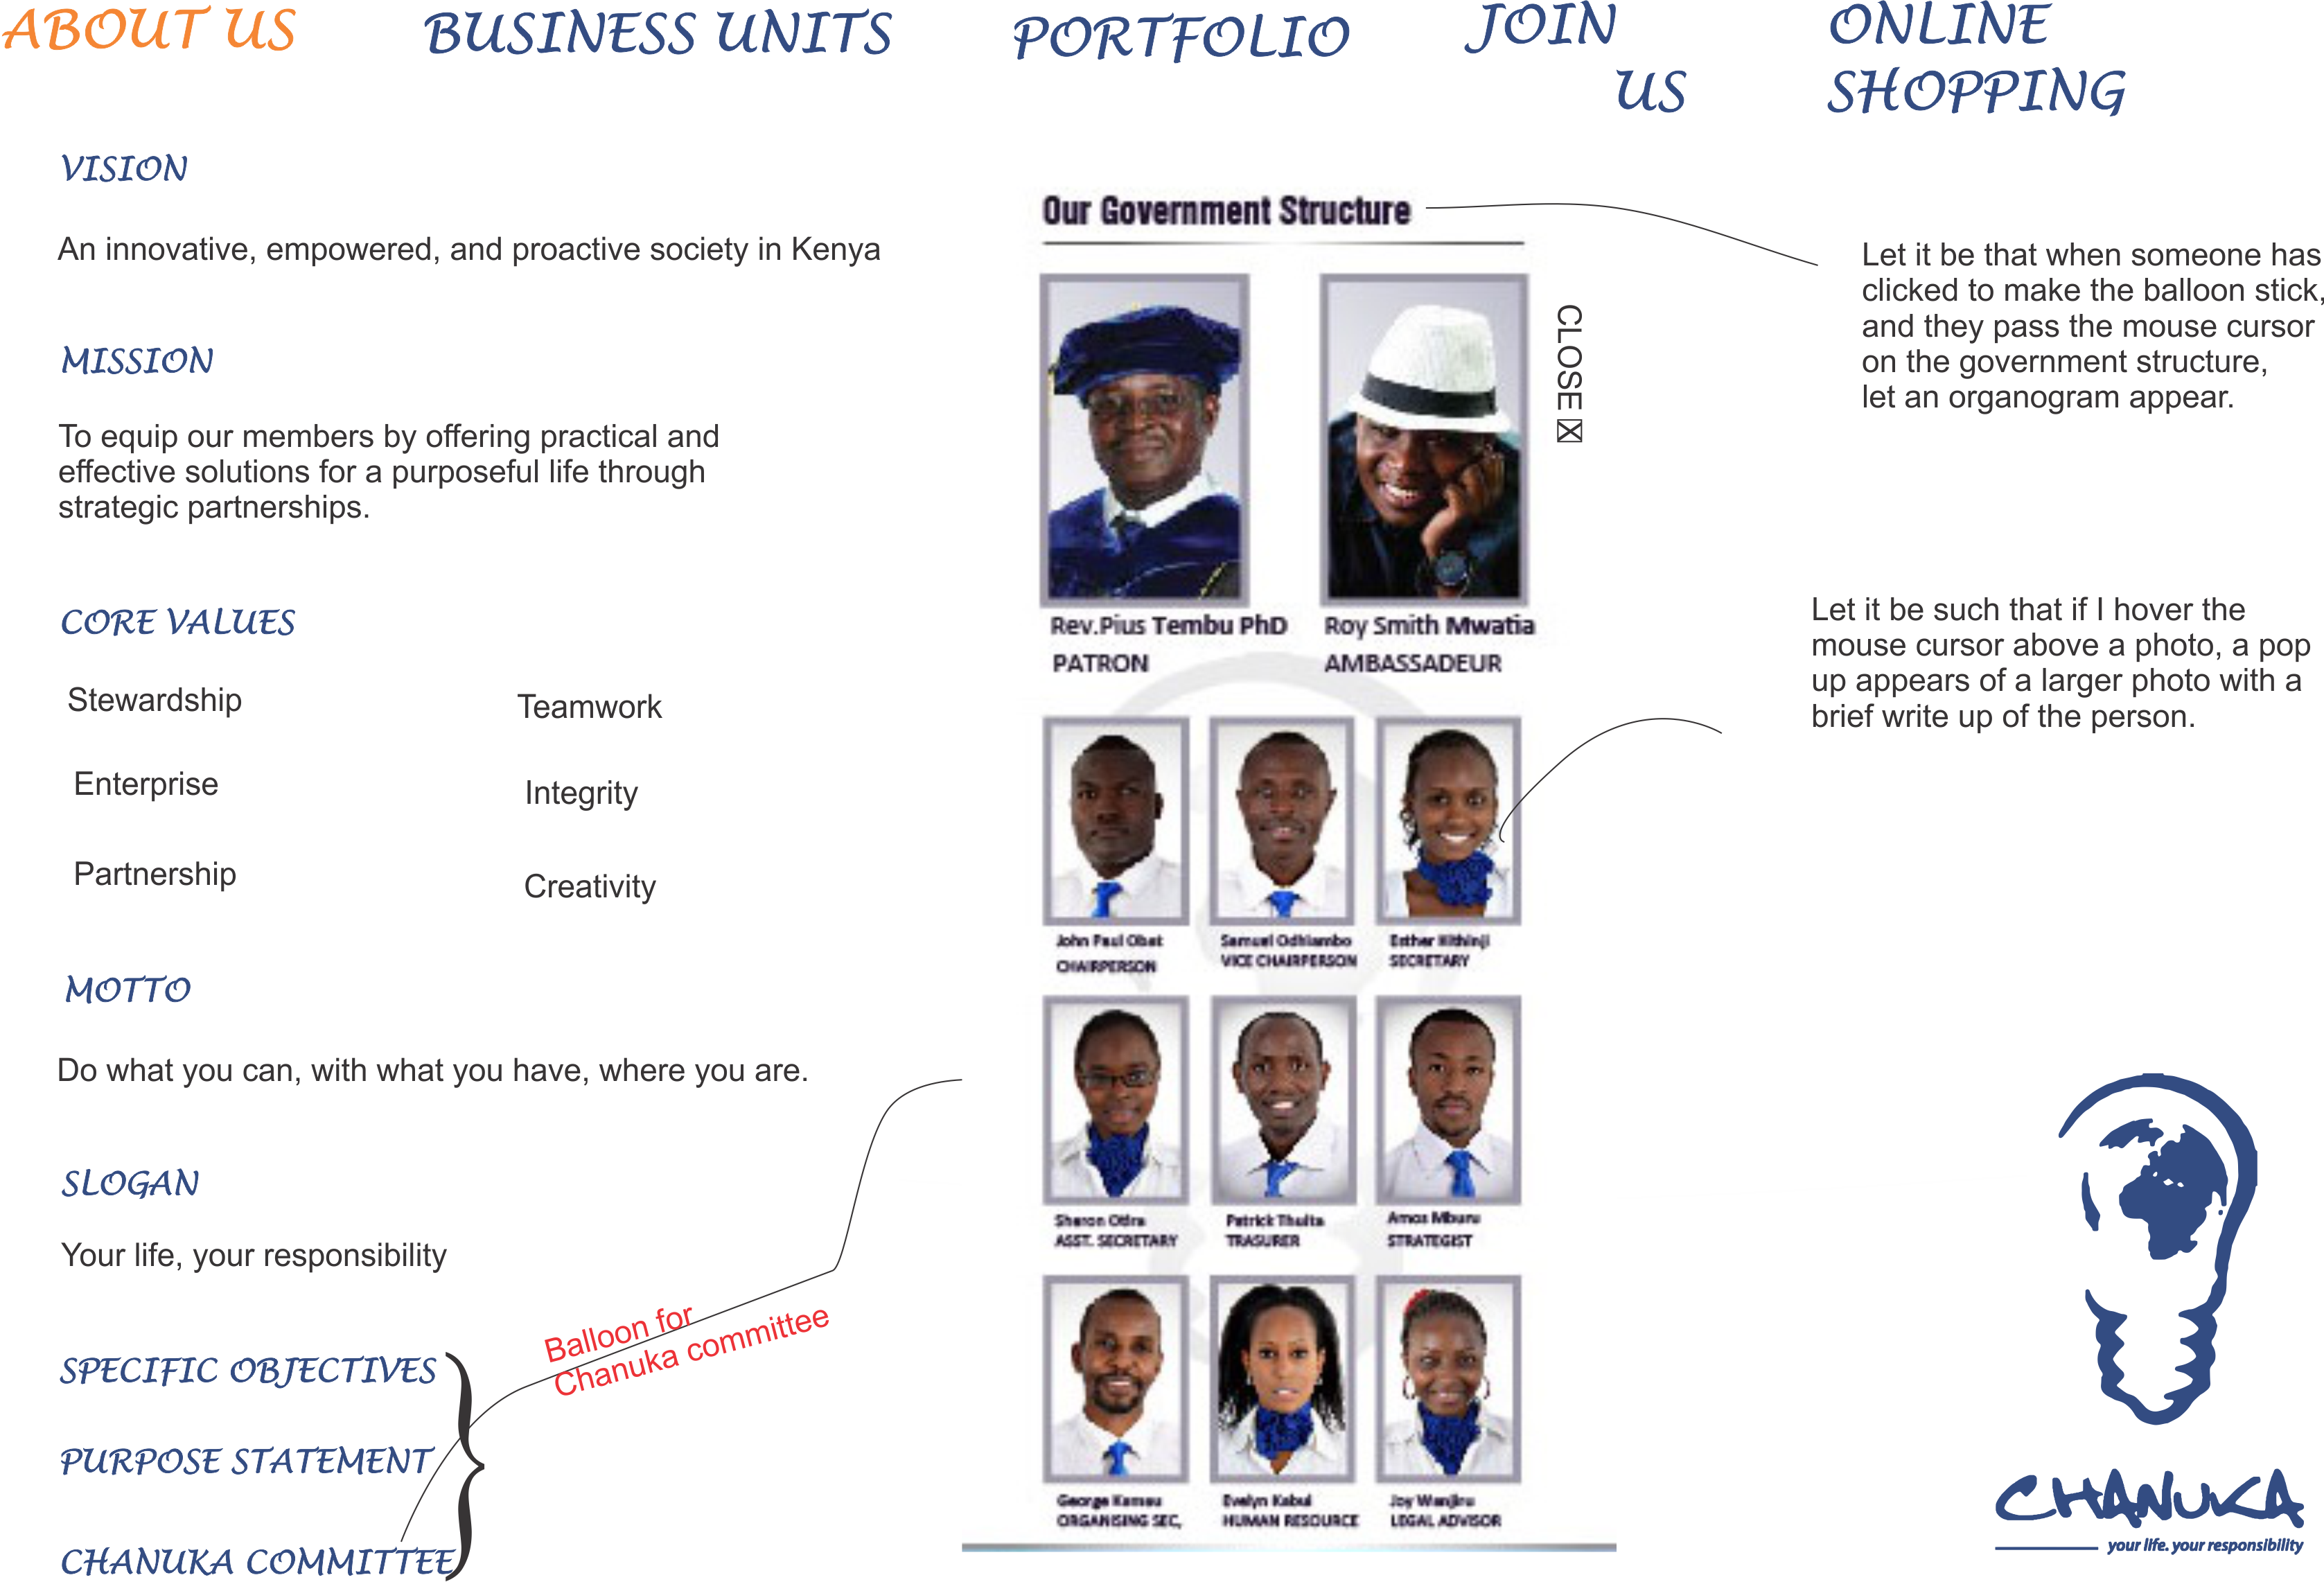 ABOUT US
BUSINESS UNITS
PORTFOLIO
JOIN
US
ONLINE
SHOPPING
VISION
An innovative, empowered, and proactive society in Kenya
MISSION
To equip our members by offering practical and
effective solutions for a purposeful life through
strategic partnerships.
CORE VALUES
Stewardship
Teamwork
Enterprise
Integrity
Partnership
Creativity
MOTTO
Do what you can, with what you have, where you are.
SLOGAN
Your life, your responsibility
SPECIFIC OBJECTIVES
PURPOSE STATEMENT
CHANUKA COMMITTEE
Balloon for
Chanuka committee
Our Government Structure
CLOSE
Rev.Pius Tembu PhD
PATRON
Roy Smith Mwatia
AMBASSADEUR
John Paul Obat
CHAIRPERSON
Samuel Odhiambo
VICE CHAIRPERSON
Esther Kithinji
SECRETARY
Sharon Otira
ASST. SECRETARY
Patrick Thuita
TRASURER
Amos Mburu
STRATEGIST
George Kamau
ORGANISING SEC,
Evelyn Kabui
HUMAN RESOURCE
Joy Wanjiru
LEGAL ADVISOR
Let it be that when someone has
clicked to make the balloon stick,
and they pass the mouse cursor
on the government structure,
let an organogram appear.
Let it be such that if I hover the
mouse cursor above a photo, a pop
up appears of a larger photo with a
brief write up of the person.
CHANUKA
your life. your responsibility